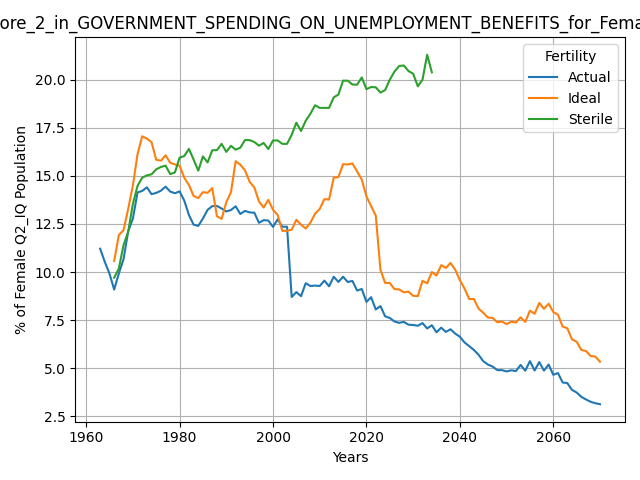 ore_2_in_GOVERNMENT_SPENDING_ON_UNEMPLOYMENT_BENEFITS_for_Fema
Fertility
Actual
Ideal
Sterile
% of Female Q2_IQ Population
20.0
17.5
15.0
12.5
10.0
7.5
5.0
2.5
1960 1980 2000 2020 2040 2060
Years